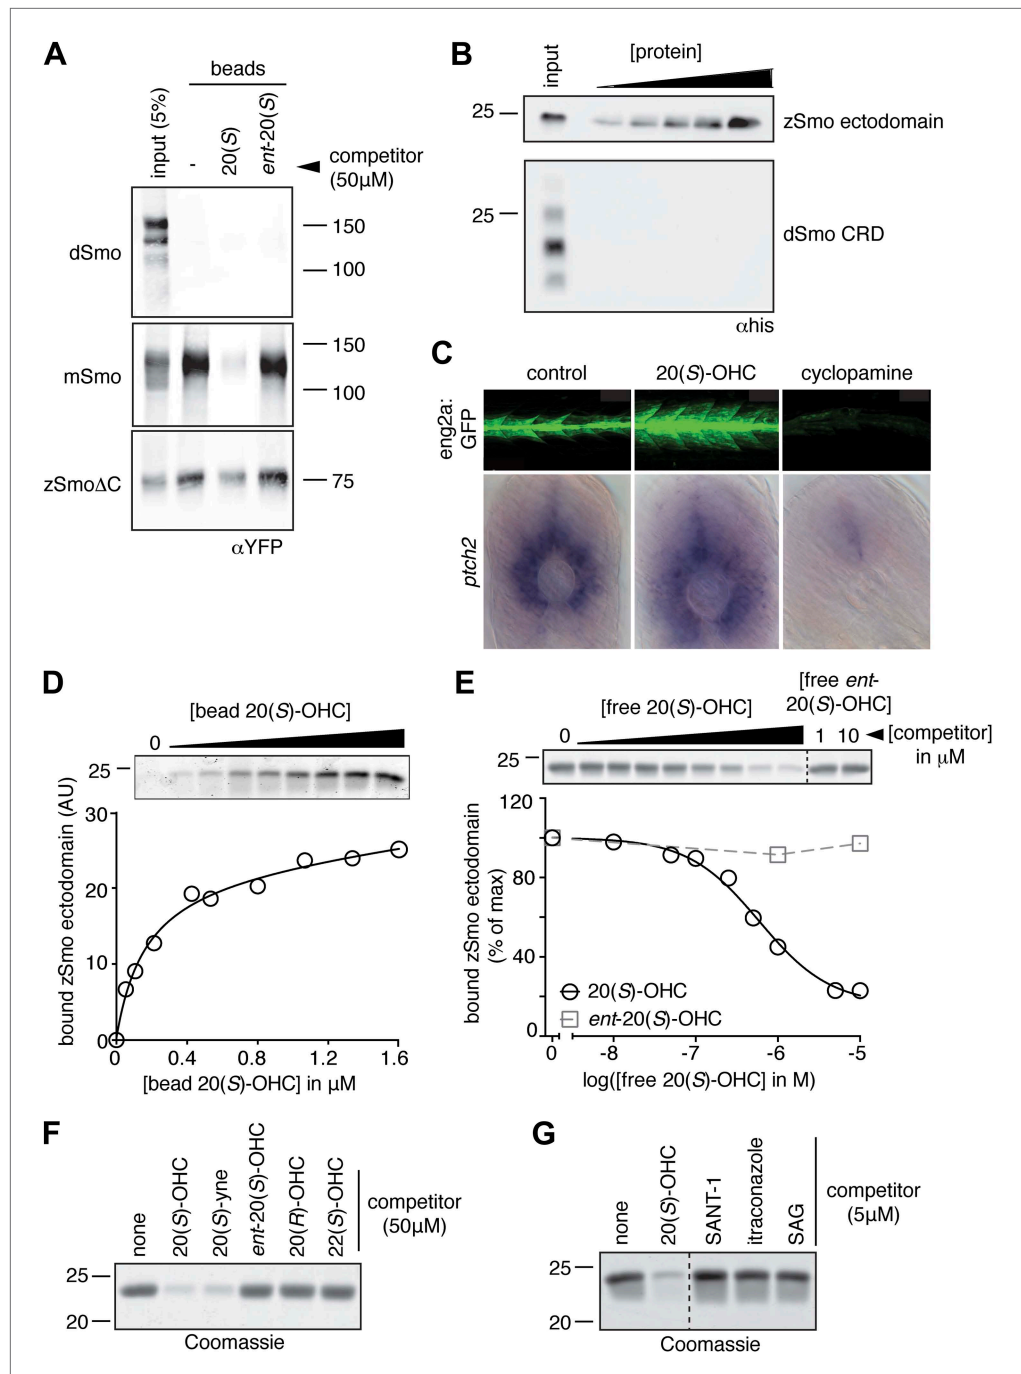 A
beads
input (5%)
-
20(S)
ent-20(S)
competitor
(50µM)
dSmo
150
100
mSmo
150
100
zSmoΔC
75
αYFP
B
input
[protein]
25
zSmo ectodomain
25
dSmo CRD
αhis
C
control
20(S)-OHC
cyclopamine
eng2a:
GFP
ptch2
D
[bead 20(S)-OHC]
0
25
bound zSmo ectodomain (AU)
30
20
10
0
0
0.4
0.8
1.2
1.6
[bead 20(S)-OHC] in µM
E
[free 20(S)-OHC]
[free ent-
20(S)-OHC]
0
1
10
[competitor]
in µM
25
bound zSmo ectodomain
(% of max)
120
80
40
0
20(S)-OHC
ent-20(S)-OHC
0
-8
-7
-6
-5
log([free 20(S)-OHC] in M)
F
none
20(S)-OHC
20(S)-yne
ent-20(S)-OHC
20(R)-OHC
22(S)-OHC
competitor
(50µM)
25
20
Coomassie
G
none
20(S)-OHC
SANT-1
itraconazole
SAG
competitor
(5µM)
25
20
Coomassie